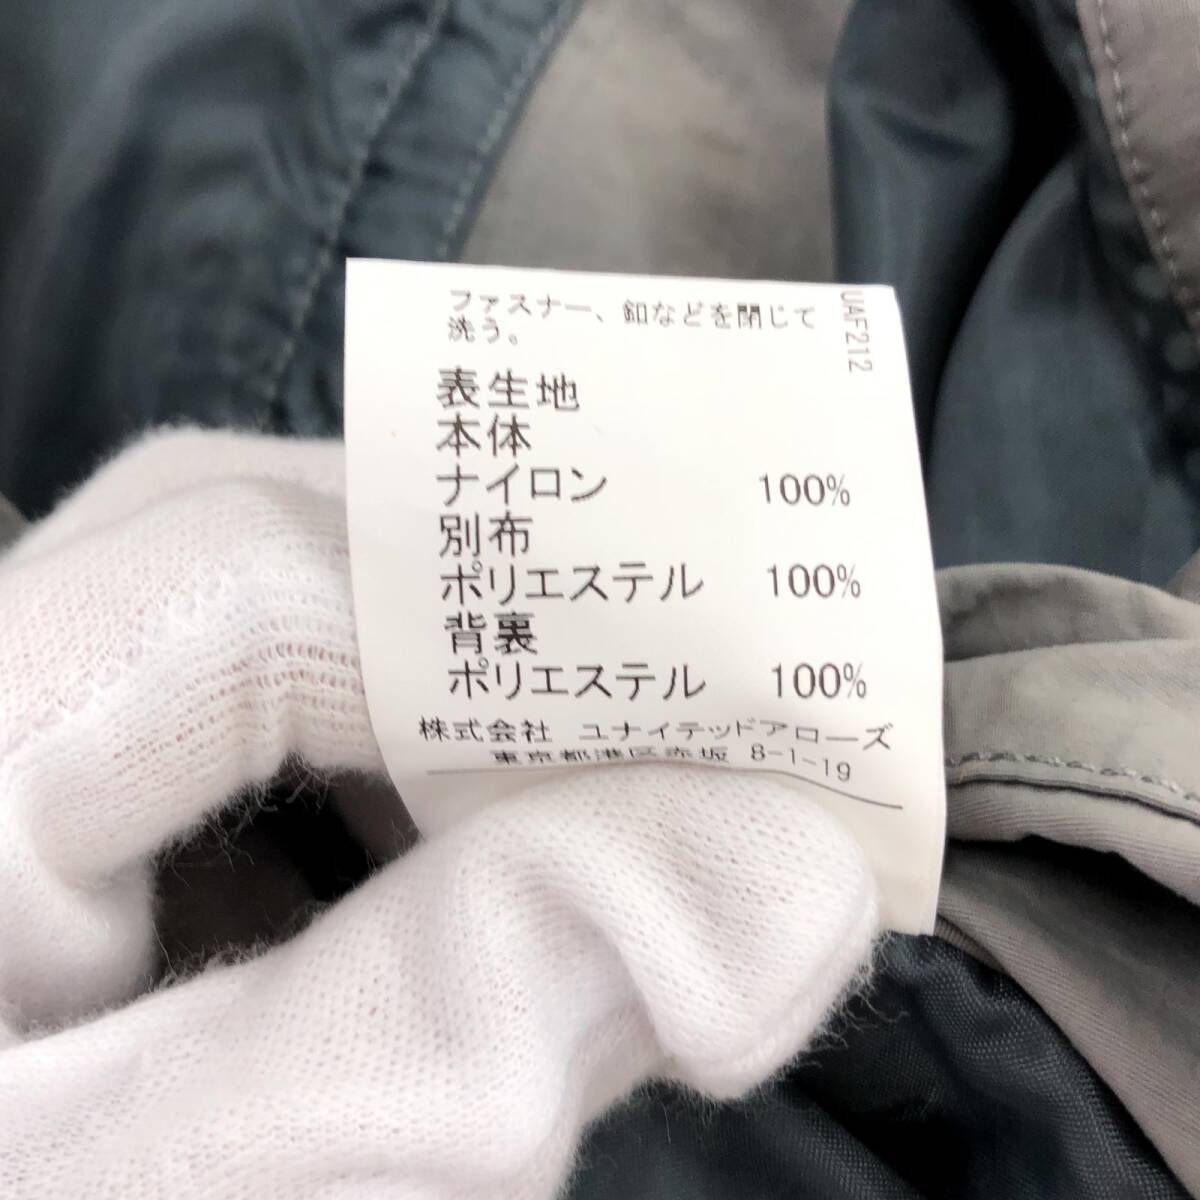 ファスナー、釦などを閉じて
洗う。
UAF212
表生地
本体
ナイロン 100%
別布
ポリエステル 100%
背裏
ポリエステル 100%
株式会社 ユナイテッドアローズ
東京都港区赤坂 8-1-19